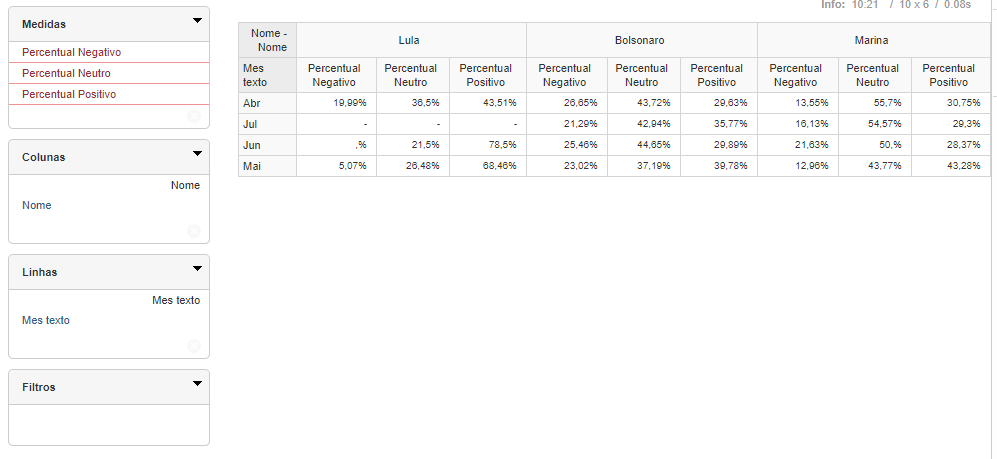 Info: 10:21 / 10 x 6 / 0.08s
Medidas
Percentual Negativo
Percentual Neutro
Percentual Positivo
Colunas
Nome
Nome
Linhas
Mes texto
Mes texto
Filtros
Nome - Nome Lula Bolsonaro Marina
Mes texto Percentual Negativo Percentual Neutro Percentual Positivo Percentual Negativo Percentual Neutro Percentual Positivo Percentual Negativo Percentual Neutro Percentual Positivo
Abr 19,99% 36,5% 43,51% 26,65% 43,72% 29,63% 13,55% 55,7% 30,75%
Jul - - - 21,29% 42,94% 35,77% 16,13% 54,57% 29,3%
Jun ,% 21,5% 78,5% 25,46% 44,65% 29,89% 21,63% 50,% 28,37%
Mai 5,07% 26,48% 68,46% 23,02% 37,19% 39,78% 12,96% 43,77% 43,28%